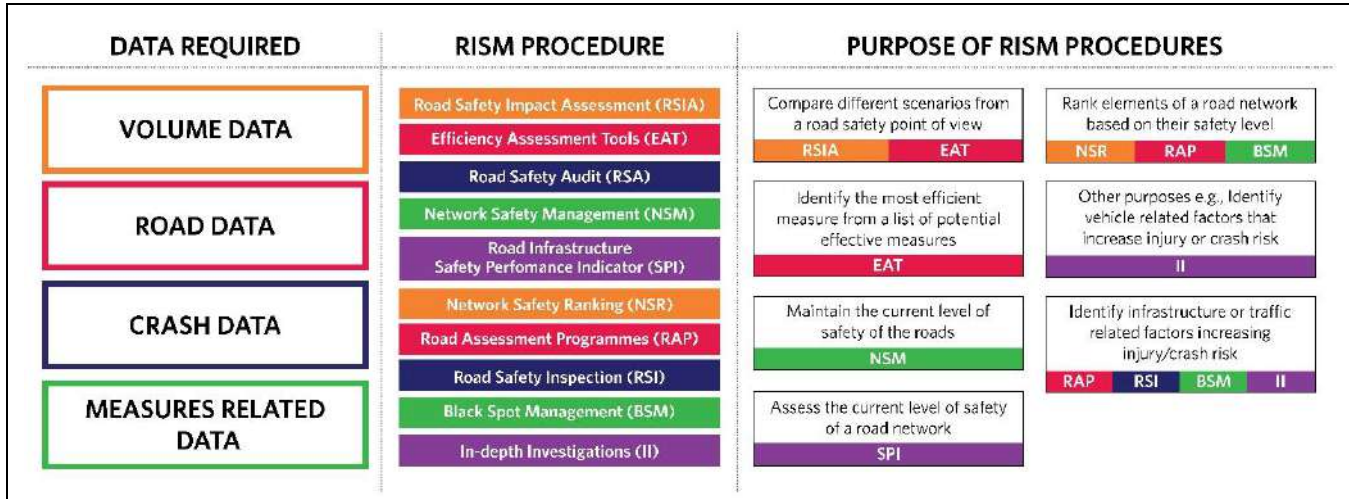 DATA REQUIRED
VOLUME DATA
ROAD DATA
CRASH DATA
MEASURES RELATED
DATA
RISM PROCEDURE
Road Safety Impact Assessment (RSIA)
Efficiency Assessment Tools (EAT)
Road Safety Audit (RSA)
Network Safety Management (NSM)
Road Infrastructure
Safety Perfomance Indicator (SPI)
Network Safety Ranking (NSR)
Road Assessment Programmes (RAP)
Road Safety Inspection (RSI)
Black Spot Management (BSM)
In-depth Investigations (II)
PURPOSE OF RISM PROCEDURES
Compare different scenarios from
a road safety point of view
RSIA EAT
Identify the most efficient
measure from a list of potential
effective measures
EAT
Maintain the current level of
safety of the roads
NSM
Assess the current level of safety
of a road network
SPI
Rank elements of a road network
based on their safety level
NSR RAP BSM
Other purposes e.g., Identify
vehicle related factors that
increase injury or crash risk
II
Identify infrastructure or traffic
related factors increasing
injury/crash risk
RAP RSI BSM II